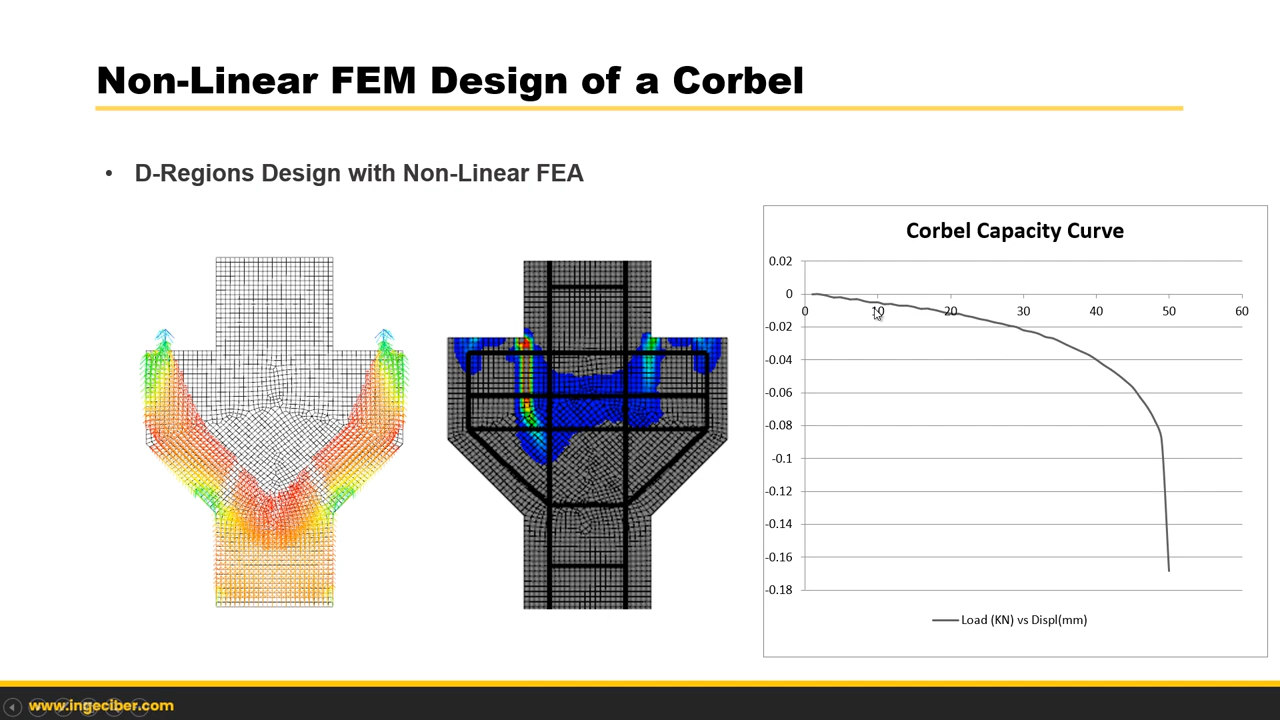 Non-Linear FEM Design of a Corbel
• D-Regions Design with Non-Linear FEA
Corbel Capacity Curve
0.02
0
0 10 20 30 40 50 60
-0.02
-0.04
-0.06
-0.08
-0.1
-0.12
-0.14
-0.16
-0.18
Load (KN) vs Displ(mm)
www.ingeciber.com